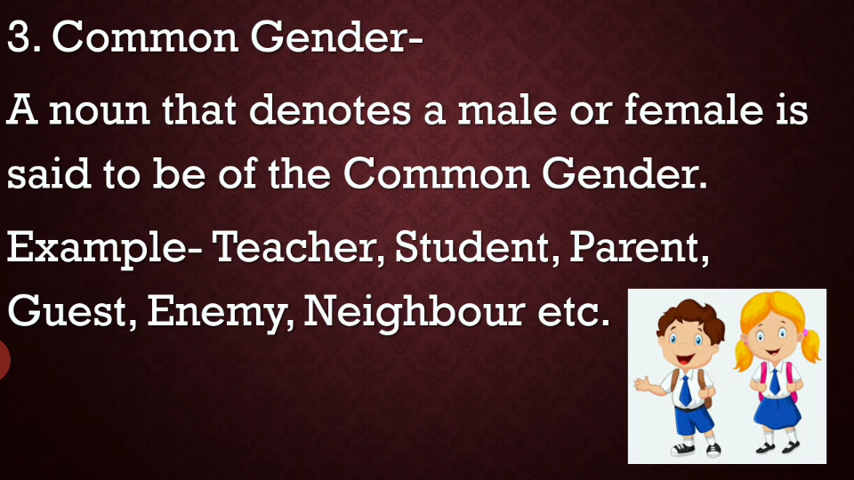 3. Common Gender-
A noun that denotes a male or female is
said to be of the Common Gender.
Example- Teacher, Student, Parent,
Guest, Enemy, Neighbour etc.